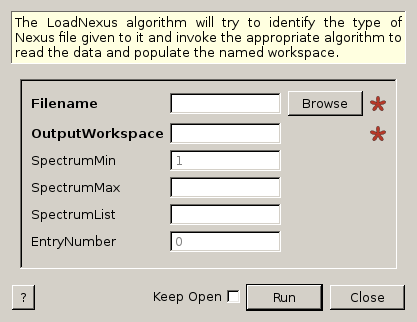 The LoadNexus algorithm will try to identify the type of
Nexus file given to it and invoke the appropriate algorithm to
read the data and populate the named workspace.
Filename Browse *
OutputWorkspace *
SpectrumMin 1
SpectrumMax
SpectrumList
EntryNumber 0
? Keep Open Run Close